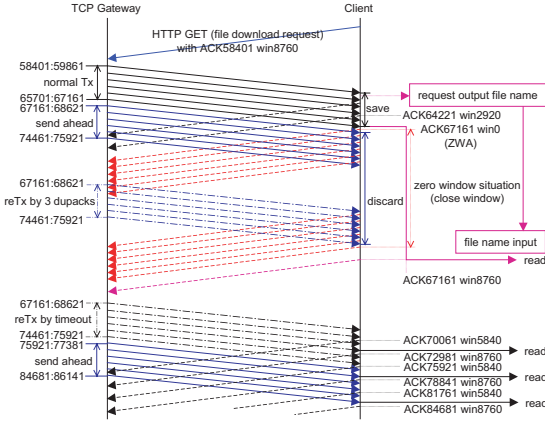 TCP Gateway
Client
HTTP GET (file download request)
with ACK58401 win8760
58401:59861
normal Tx
65701:67161
67161:68621
send ahead
74461:75921
save
request output file name
ACK64221 win2920
ACK67161 win0
(ZWA)
67161:68621
reTx by 3 dupacks
74461:75921
discard
zero window situation
(close window)
file name input
read
ACK67161 win8760
67161:68621
reTx by timeout
74461:75921
75921:77381
send ahead
84681:86141
ACK70061 win5840
read
ACK72981 win8760
ACK75921 win5840
read
ACK78841 win8760
ACK81761 win5840
read
ACK84681 win8760